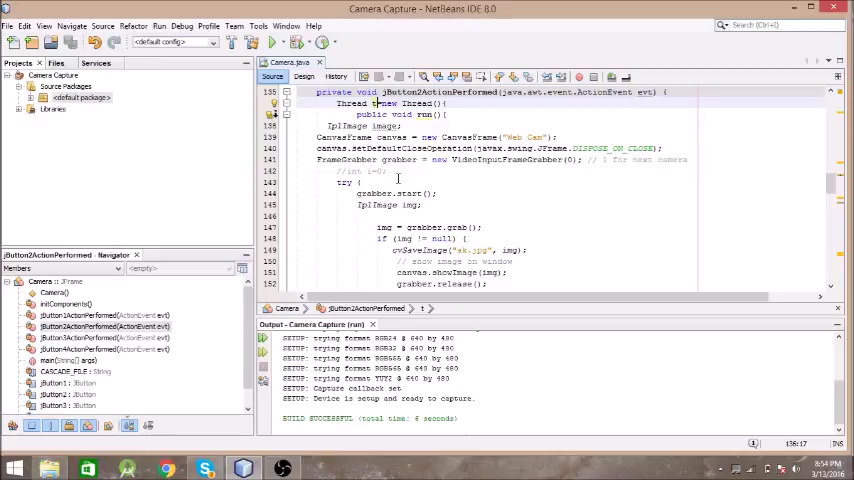 Camera Capture - NetBeans IDE 8.0
File Edit View Navigate Source Refactor Run Debug Profile Team Tools Window Help
Search (Ctrl+I)
<default config>
Projects Files Services
Camera Capture
Source Packages
<default package>
Libraries
Camera.java
Source Design History
135 private void jButton2ActionPerformed(java.awt.event.ActionEvent evt) {
Thread t=new Thread(){
public void run(){
138 IplImage image;
139 CanvasFrame canvas = new CanvasFrame("Web Cam");
140 canvas.setDefaultCloseOperation(javax.swing.JFrame.DISPOSE_ON_CLOSE);
141 FrameGrabber grabber = new VideoInputFrameGrabber(0); // 1 for next camera
142 //int i=0;
143 try {
144 grabber.start();
145 IplImage img;
146
147 img = grabber.grab();
148 if (img != null) {
149 cvSaveImage("ak.jpg", img);
150 // show image on window
151 canvas.showImage(img);
152 grabber.release();
Camera jButton2ActionPerformed t
jButton2ActionPerformed - Navigator
Members <empty>
Camera :: JFrame
Camera()
initComponents()
jButton1ActionPerformed(ActionEvent evt)
jButton2ActionPerformed(ActionEvent evt)
jButton3ActionPerformed(ActionEvent evt)
jButton4ActionPerformed(ActionEvent evt)
main(String[] args)
CASCADE_FILE : String
jButton1 : JButton
jButton2 : JButton
jButton3 : JButton
Output - Camera Capture (run)
SETUP: trying format RGB24 @ 640 by 480
SETUP: trying format RGB32 @ 640 by 480
SETUP: trying format RGB555 @ 640 by 480
SETUP: trying format RGB565 @ 640 by 480
SETUP: trying format YUY2 @ 640 by 480
SETUP: Capture callback set
SETUP: Device is setup and ready to capture.
BUILD SUCCESSFUL (total time: 6 seconds)
1 136:17 INS
8:54 PM
3/13/2016